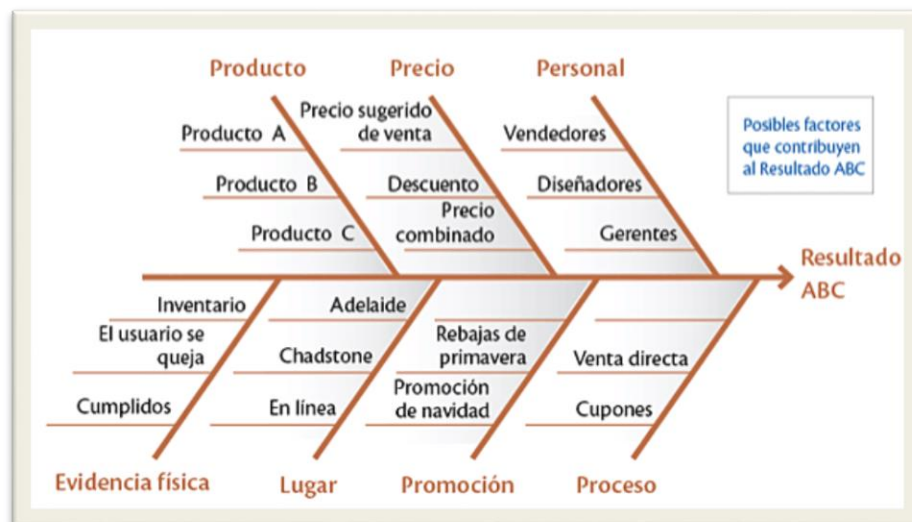 Producto
Precio
Personal
Producto A
Producto B
Producto C
Precio sugerido
de venta
Descuento
Precio
combinado
Vendedores
Diseñadores
Gerentes
Posibles factores
que contribuyen
al Resultado ABC
Resultado
ABC
Inventario
El usuario se
queja
Cumplidos
Adelaide
Chadstone
En línea
Rebajas de
primavera
Promoción
de navidad
Venta directa
Cupones
Evidencia física
Lugar
Promoción
Proceso